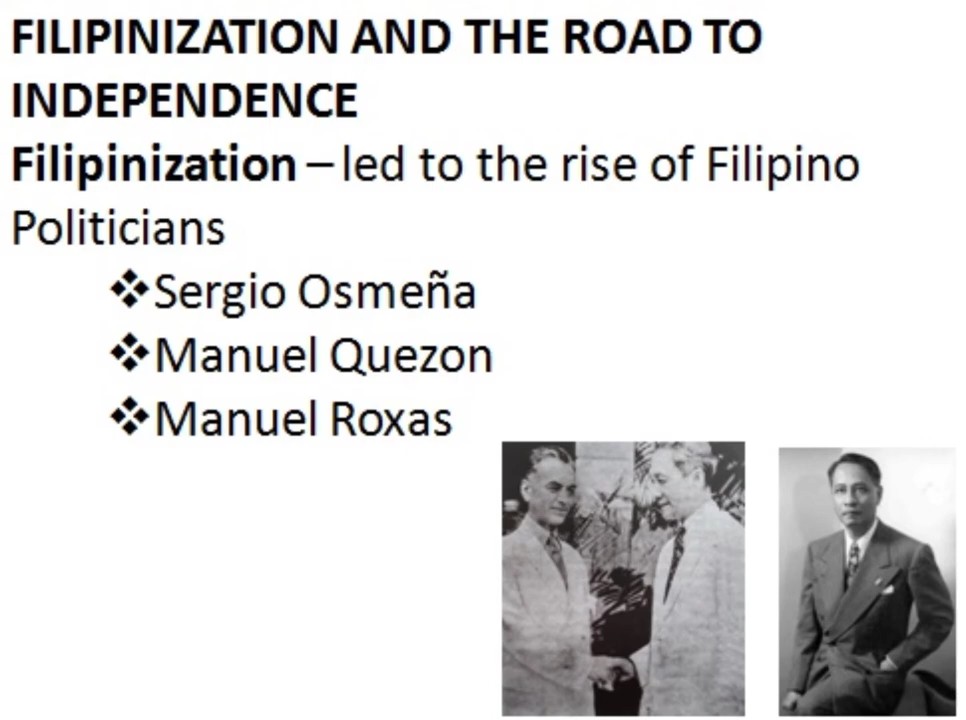 FILIPINIZATION AND THE ROAD TO
INDEPENDENCE
Filipinization – led to the rise of Filipino
Politicians
❖Sergio Osmeña
❖Manuel Quezon
❖Manuel Roxas